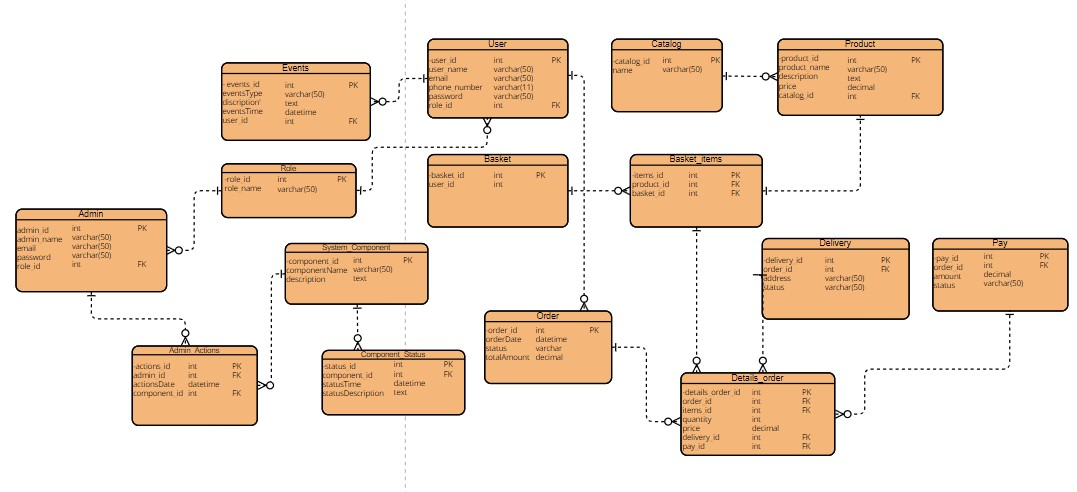 User
-user_id int PK
user_name varchar(50)
email varchar(50)
phone_number varchar(11)
password varchar(50)
role_id int FK
Catalog
-catalog_id int PK
name varchar(50)
Product
-product_id int PK
product_name varchar(50)
description text
price decimal
catalog_id int FK
Events
- events_id int PK
eventsType varchar(50)
discription' text
eventsTime datetime
user_id int FK
Role
-role_id int PK
role_name varchar(50)
Basket
-basket_id int PK
user_id int
Basket_items
-items_id int PK
product_id int FK
basket_id int FK
Admin
admin_id int PK
admin_name varchar(50)
email varchar(50)
password varchar(50)
role_id int FK
System_Component
-component_id int PK
componentName varchar(50)
description text
Delivery
-delivery_id int PK
order_id int FK
address varchar(50)
status varchar(50)
Pay
-pay_id int PK
order_id int FK
amount decimal
status varchar(50)
Order
-order_id int PK
orderDate datetime
status varchar
totalAmount decimal
Admin_Actions
-actions_id int PK
admin_id int FK
actionsDate datetime
component_id int FK
Component_Status
-status_id int PK
component_id int FK
statusTime datetime
statusDescription text
Details_order
-details_order_id int PK
order_id int FK
items_id int FK
quantity int
price decimal
delivery_id int FK
pay_id int FK